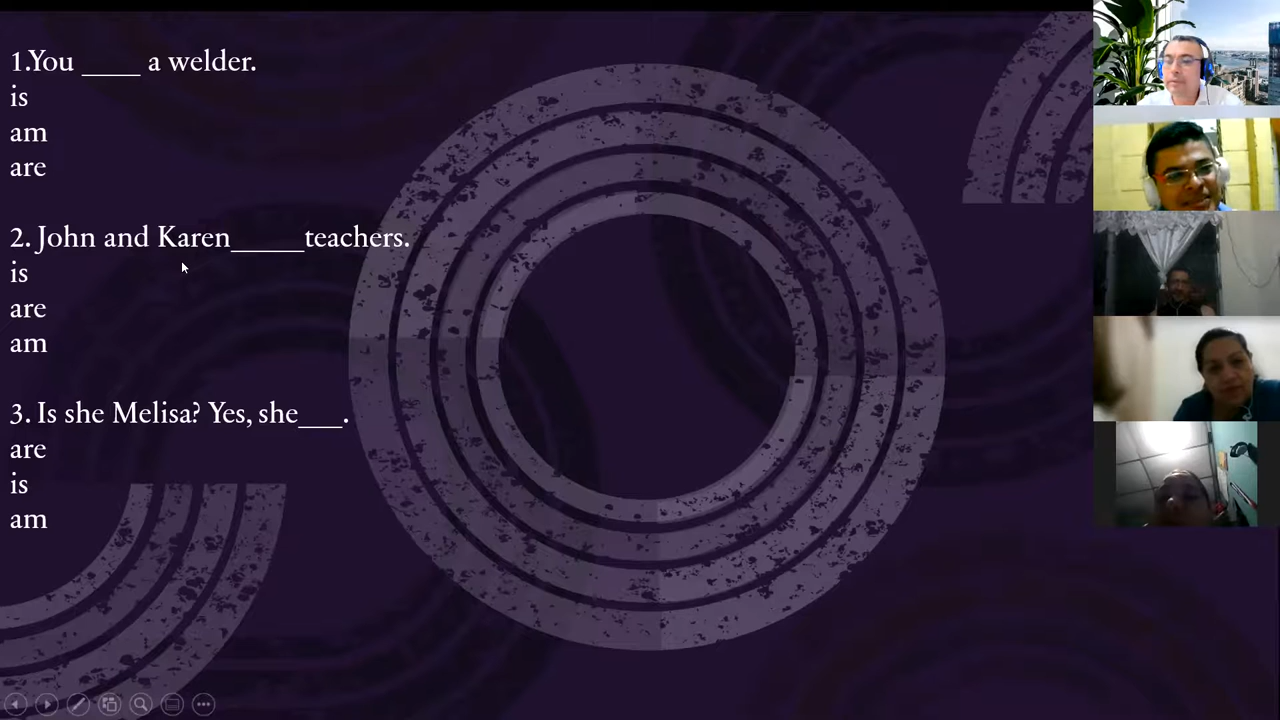 1.You ____ a welder.
is
am
are
2. John and Karen_____teachers.
is
are
am
3. Is she Melisa? Yes, she___.
are
is
am